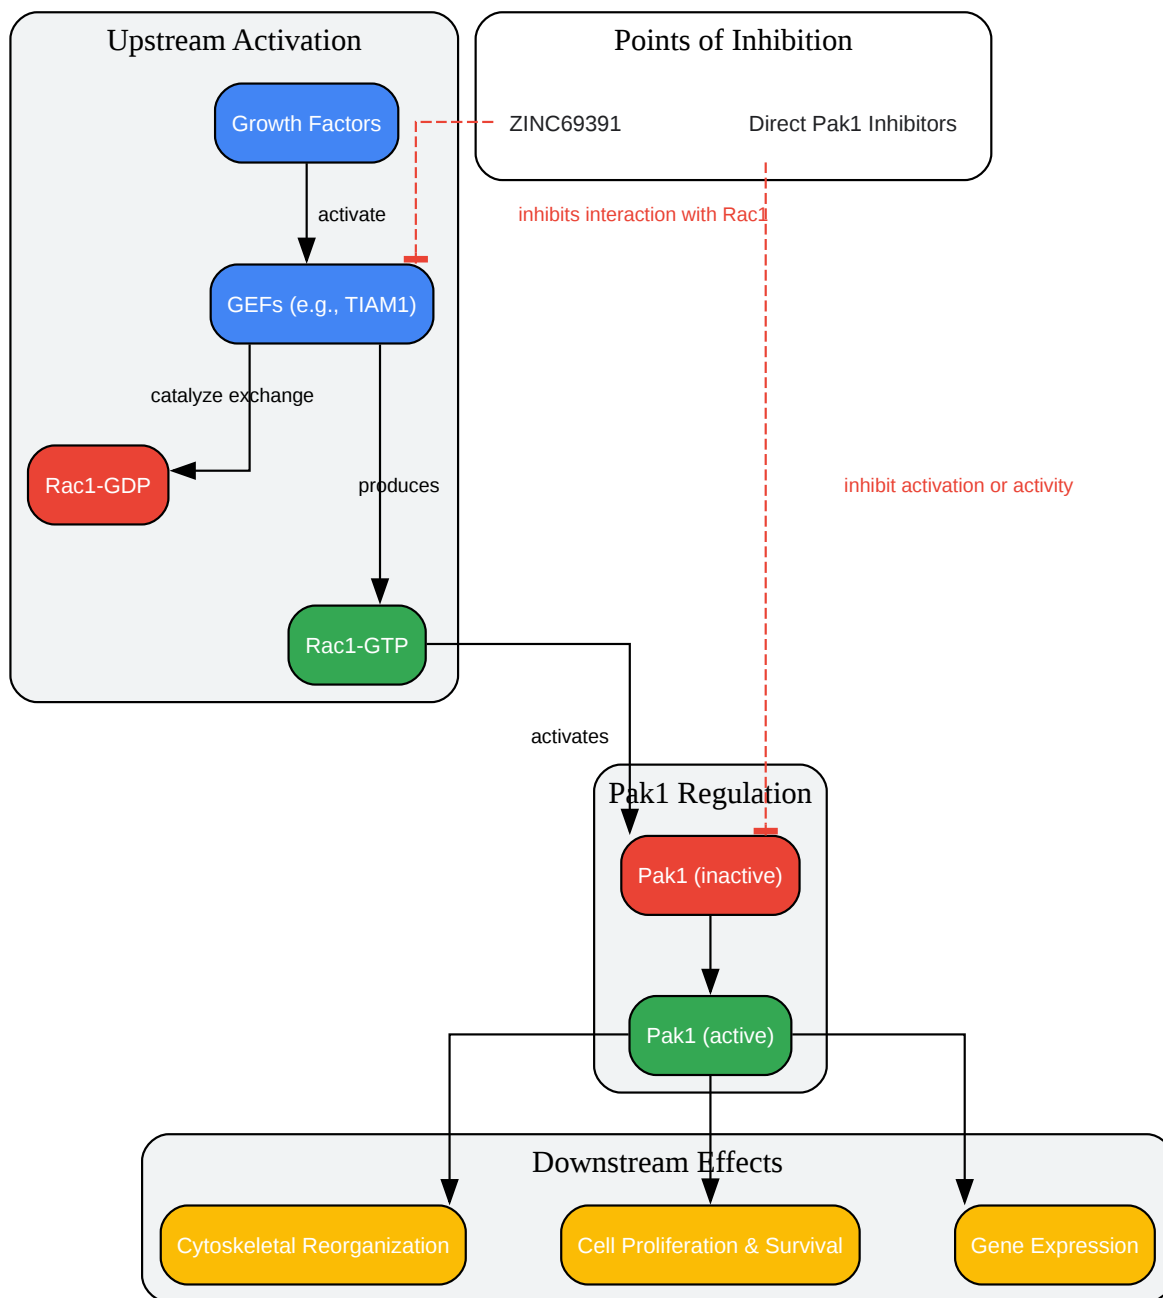 Upstream Activation
Points of Inhibition
Growth Factors
ZINC69391
Direct Pak1 Inhibitors
activate
inhibits interaction with Rac1
GEFs (e.g., TIAM1)
catalyze exchange
Rac1-GDP
produces
inhibit activation or activity
Rac1-GTP
activates
Pak1 Regulation
Pak1 (inactive)
Pak1 (active)
Downstream Effects
Cytoskeletal Reorganization
Cell Proliferation & Survival
Gene Expression